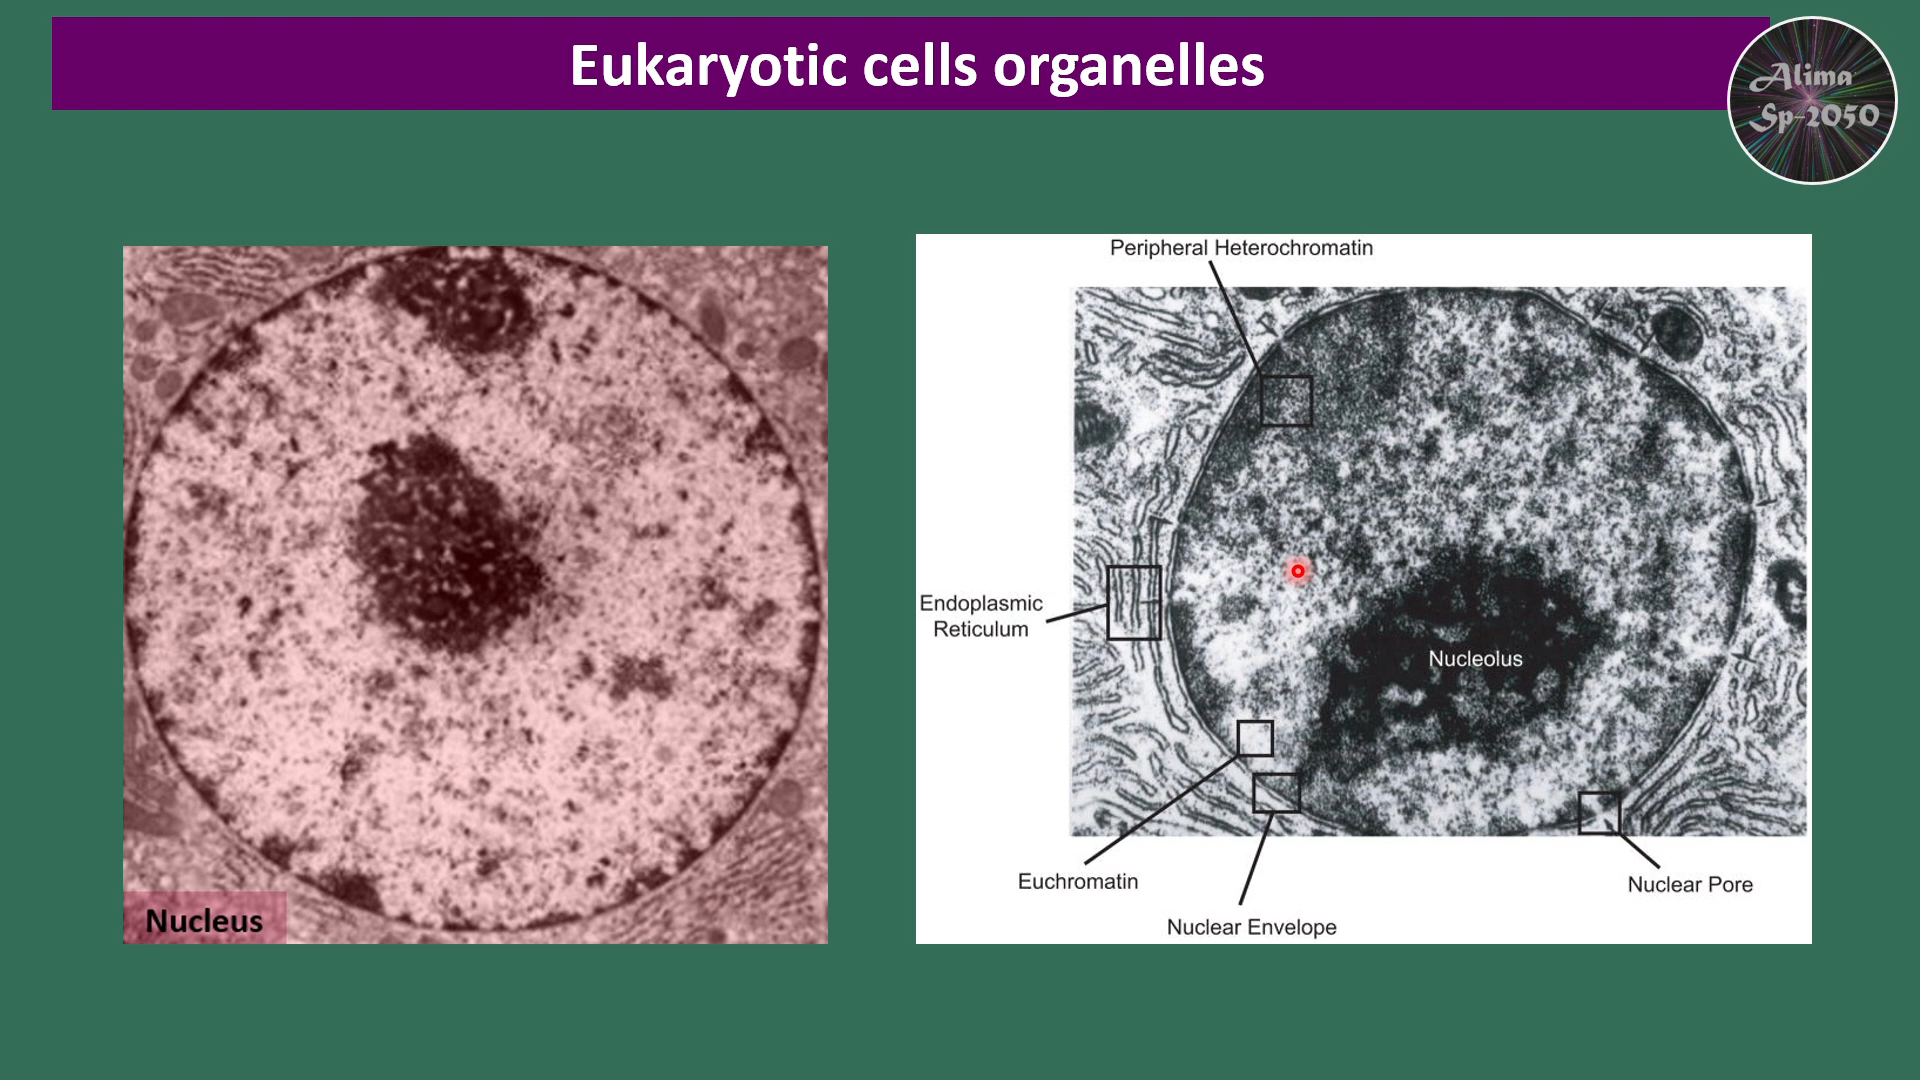 Eukaryotic cells organelles
Alima
Sp-2050
Peripheral Heterochromatin
Endoplasmic
Reticulum
Nucleolus
Euchromatin
Nuclear Pore
Nuclear Envelope
Nucleus